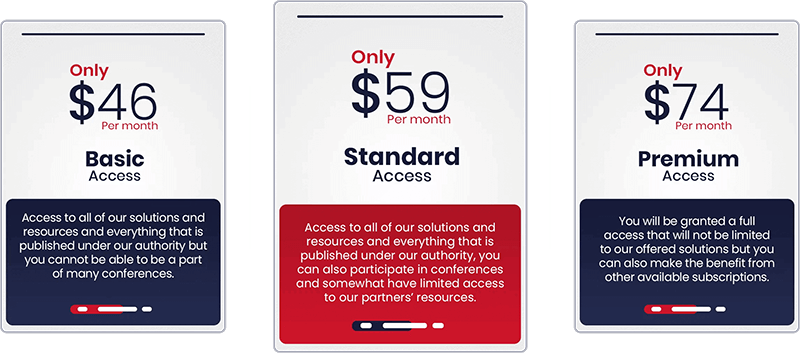 Only
$46
Per month
Basic
Access
Access to all of our solutions and
resources and everything that is
published under our authority but
you cannot be able to be a part
of many conferences.
Only
$59
Per month
Standard
Access
Access to all of our solutions and
resources and everything that is
published under our authority, you
can also participate in conferences
and somewhat have limited access
to our partners' resources.
Only
$74
Per month
Premium
Access
You will be granted a full
access that will not be limited
to our offered solutions but you
can also make the benefit from
other available subscriptions.